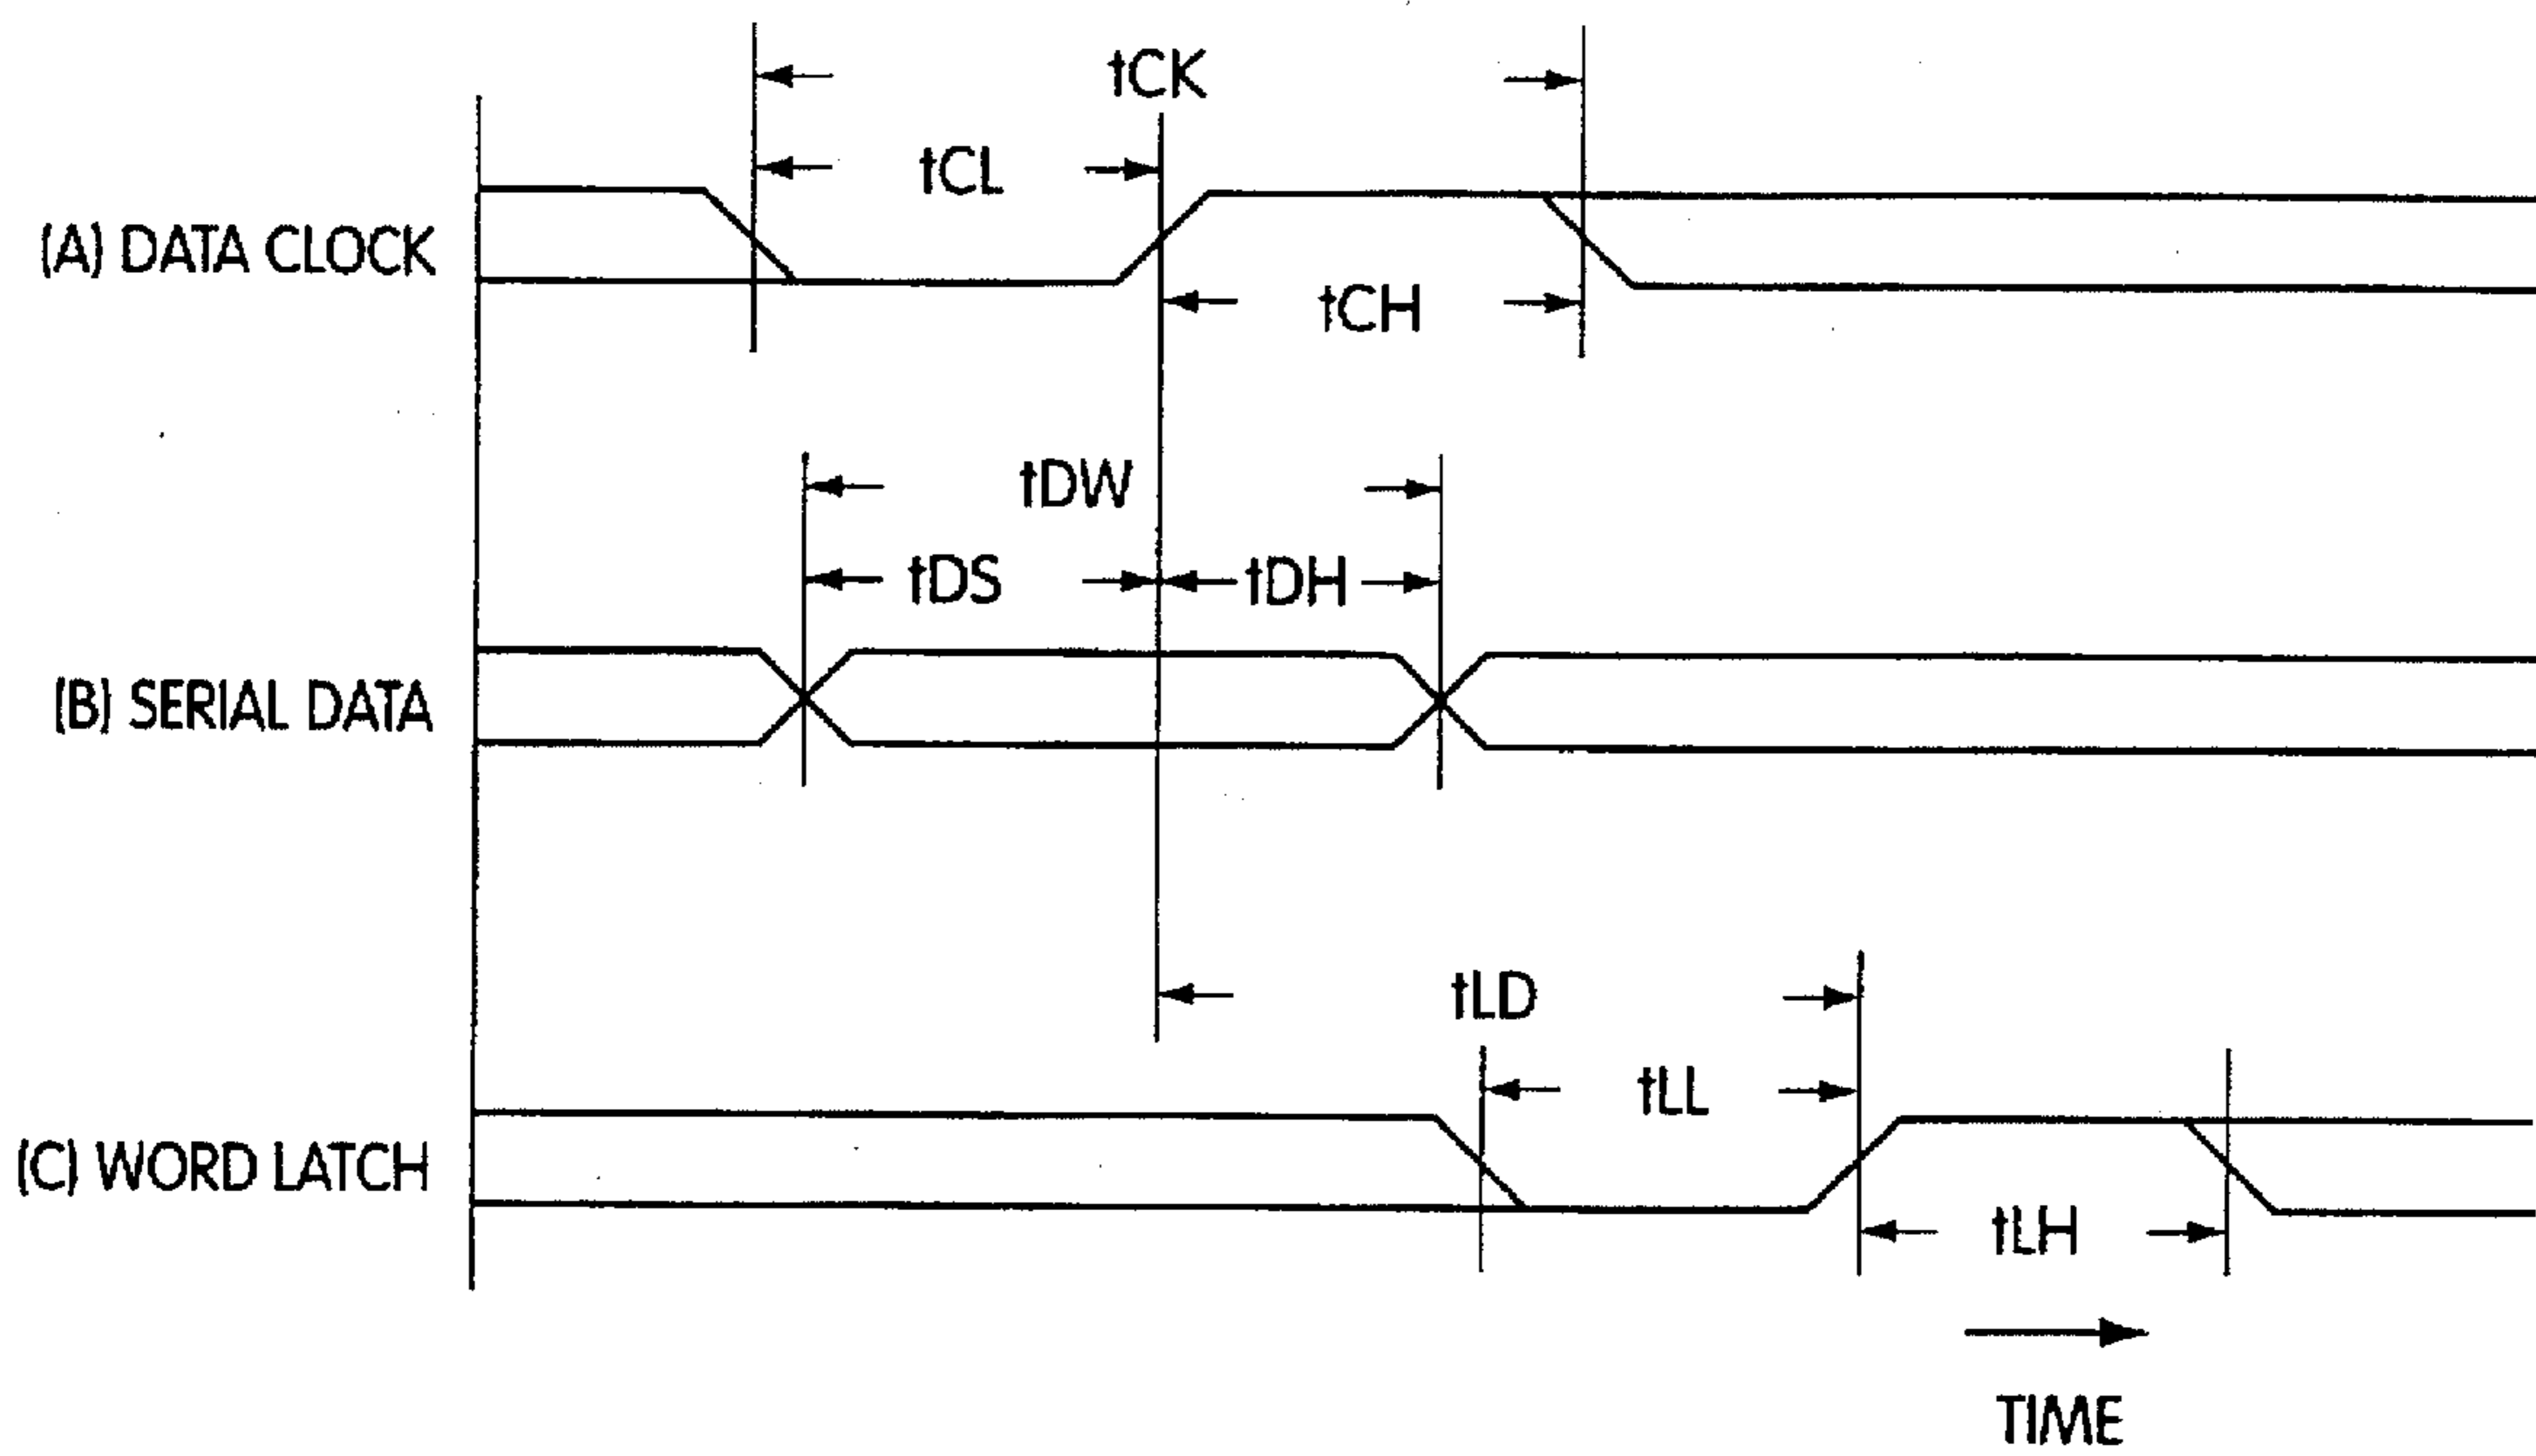 tCK
tCL
(A) DATA CLOCK
tCH
tDW
tDS
tDH
(B) SERIAL DATA
tLD
tLL
(C) WORD LATCH
tLH
TIME